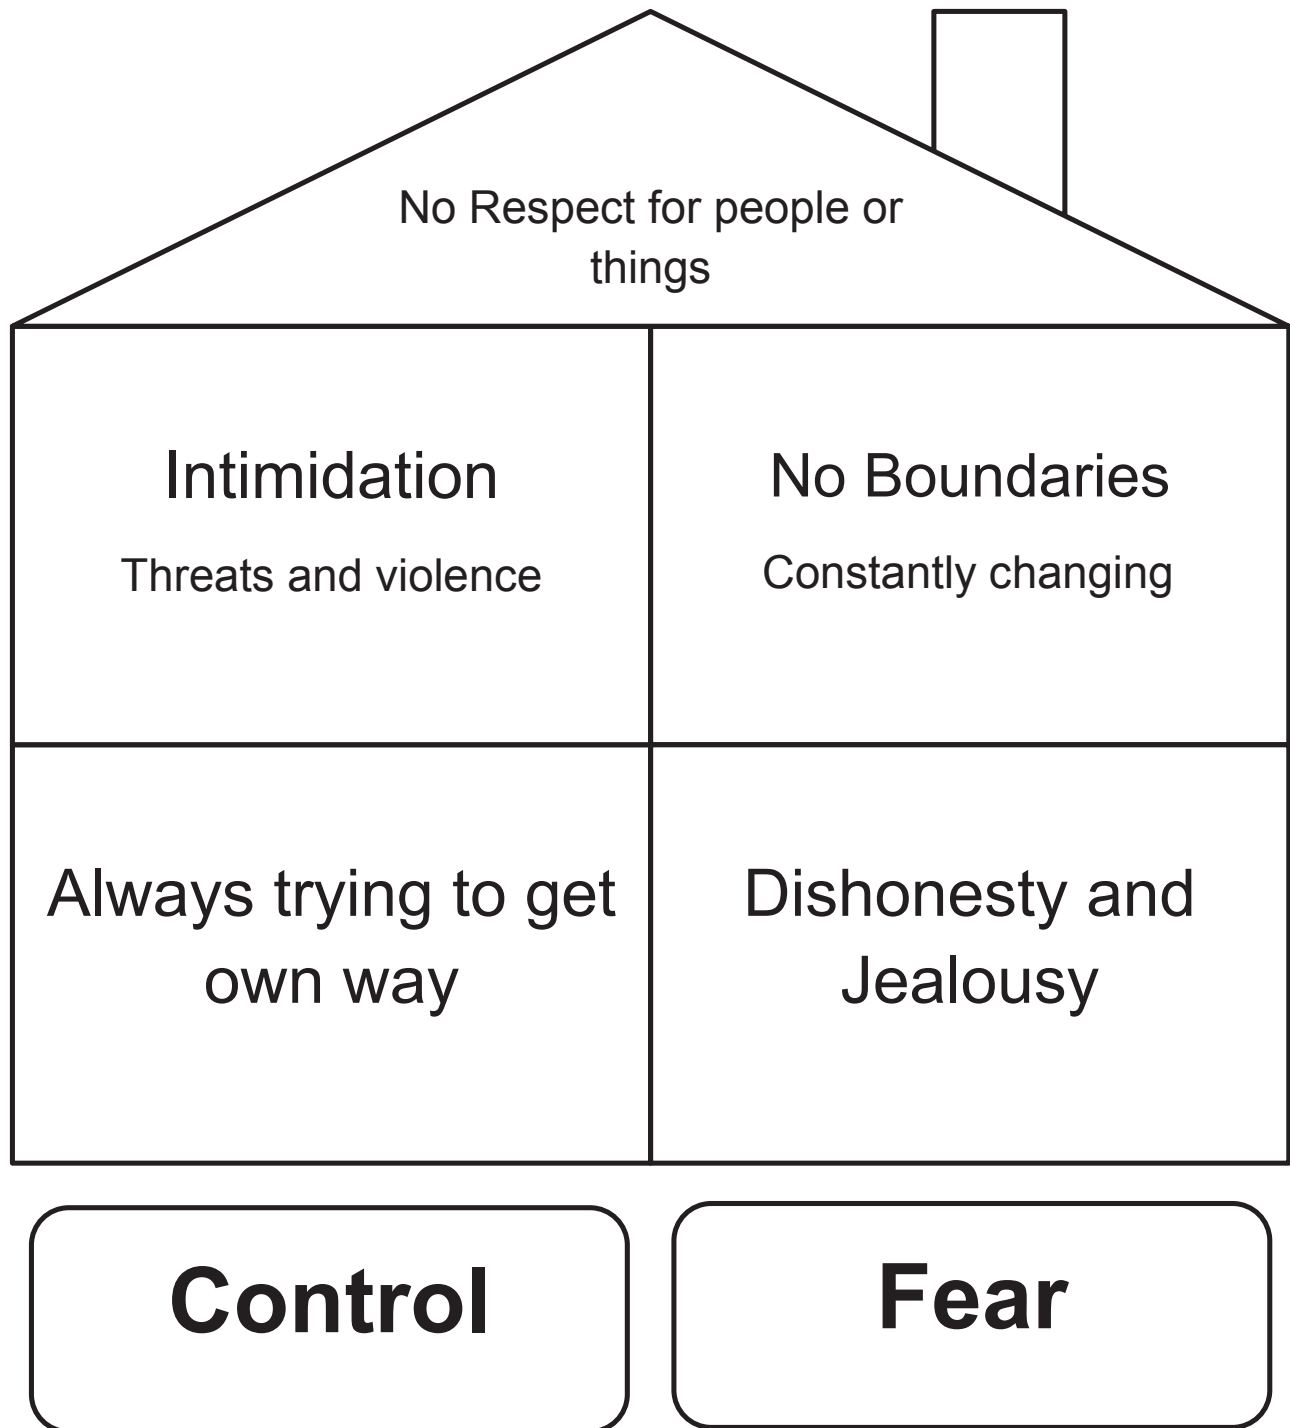 No Respect for people or
things
Intimidation
Threats and violence
No Boundaries
Constantly changing
Always trying to get
own way
Dishonesty and
Jealousy
Control
Fear